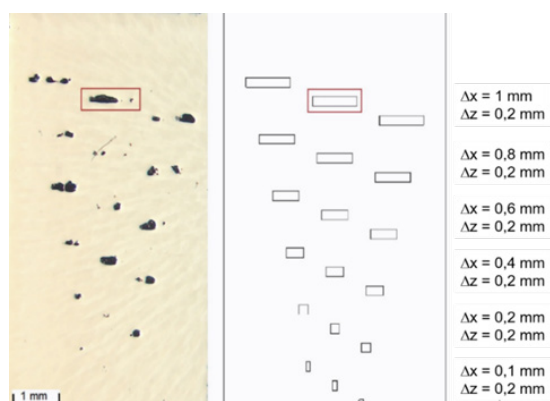 Δx = 1 mm
Δz = 0,2 mm
Δx = 0,8 mm
Δz = 0,2 mm
Δx = 0,6 mm
Δz = 0,2 mm
Δx = 0,4 mm
Δz = 0,2 mm
Δx = 0,2 mm
Δz = 0,2 mm
Δx = 0,1 mm
Δz = 0,2 mm
1 mm